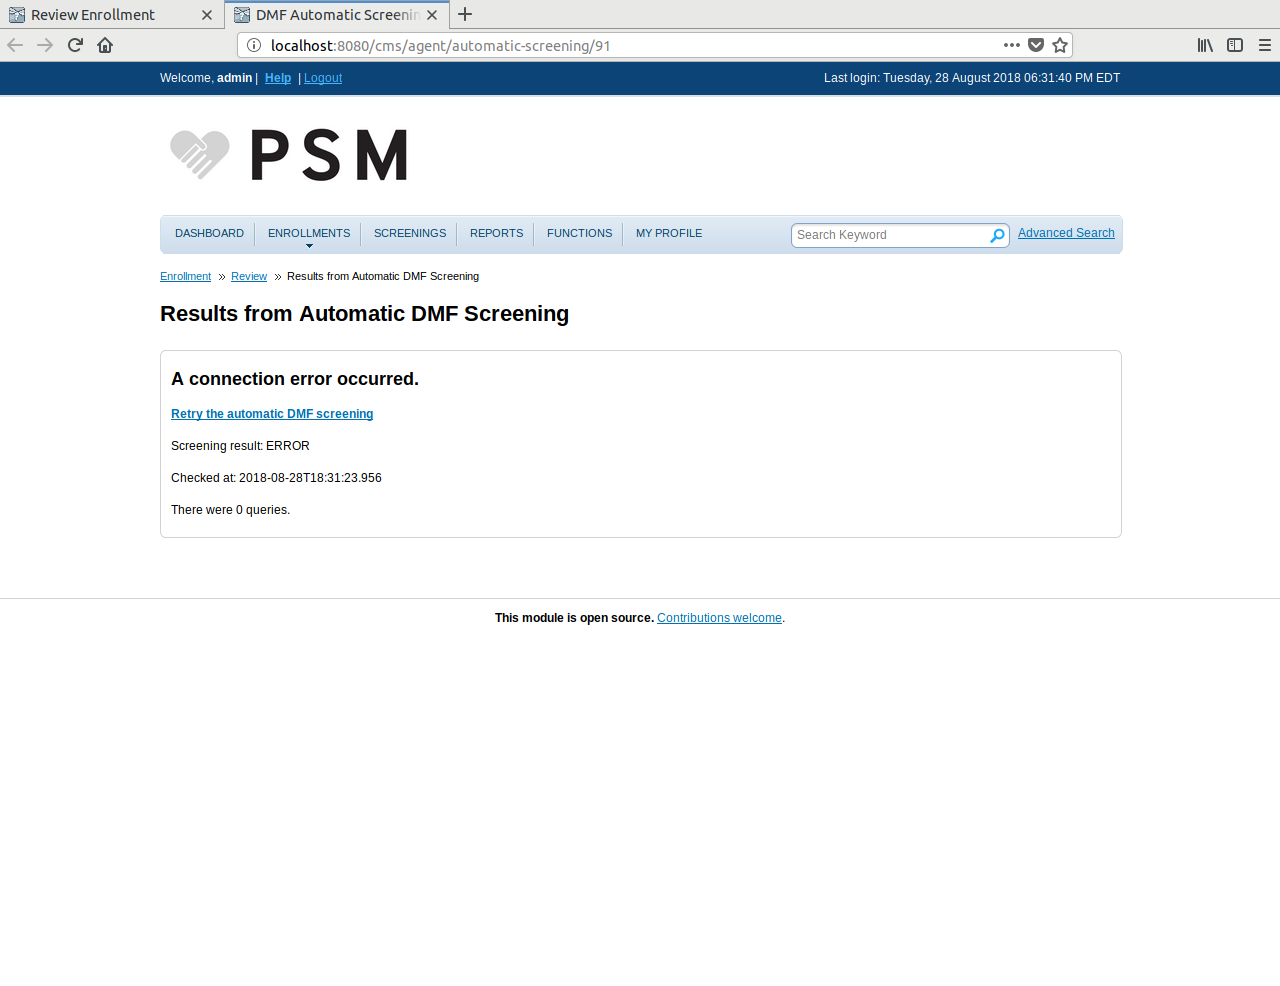 Review Enrollment
DMF Automatic Screenin
localhost:8080/cms/agent/automatic-screening/91
Welcome, admin | Help | Logout
Last login: Tuesday, 28 August 2018 06:31:40 PM EDT
PSM
DASHBOARD ENROLLMENTS SCREENINGS REPORTS FUNCTIONS MY PROFILE
Search Keyword
Advanced Search
Enrollment » Review » Results from Automatic DMF Screening
Results from Automatic DMF Screening
A connection error occurred.
Retry the automatic DMF screening
Screening result: ERROR
Checked at: 2018-08-28T18:31:23.956
There were 0 queries.
This module is open source. Contributions welcome.